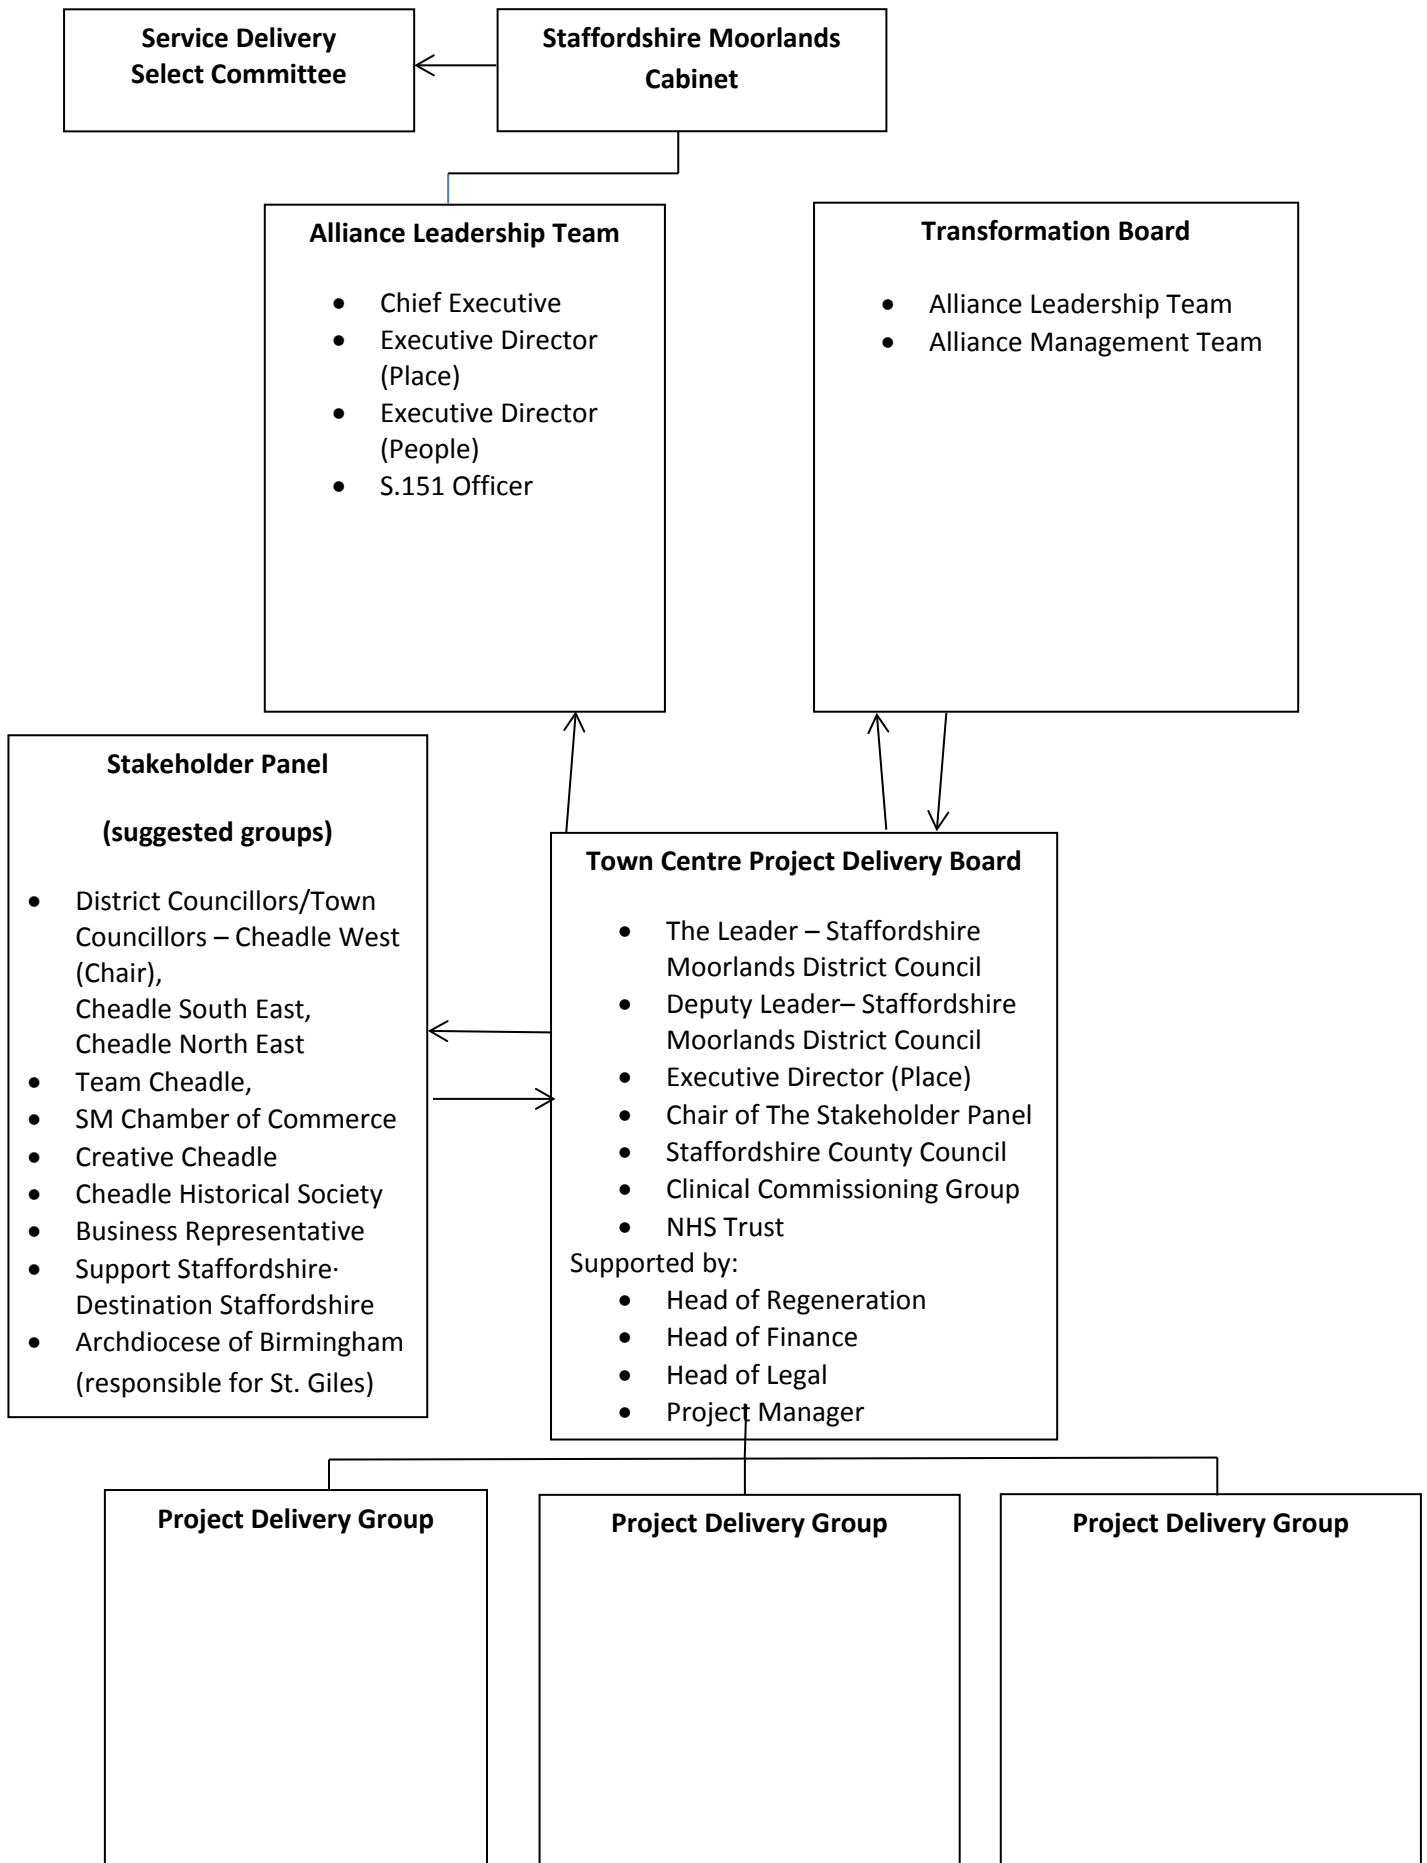 Service Delivery
Select Committee
Staffordshire Moorlands
Cabinet
Alliance Leadership Team
• Chief Executive
• Executive Director
(Place)
• Executive Director
(People)
• S.151 Officer
Transformation Board
• Alliance Leadership Team
• Alliance Management Team
Stakeholder Panel
(suggested groups)
• District Councillors/Town
Councillors – Cheadle West
(Chair),
Cheadle South East,
Cheadle North East
• Team Cheadle,
• SM Chamber of Commerce
• Creative Cheadle
• Cheadle Historical Society
• Business Representative
• Support Staffordshire·
Destination Staffordshire
• Archdiocese of Birmingham
(responsible for St. Giles)
Town Centre Project Delivery Board
• The Leader – Staffordshire
Moorlands District Council
• Deputy Leader– Staffordshire
Moorlands District Council
• Executive Director (Place)
• Chair of The Stakeholder Panel
• Staffordshire County Council
• Clinical Commissioning Group
• NHS Trust
Supported by:
• Head of Regeneration
• Head of Finance
• Head of Legal
• Project Manager
Project Delivery Group
Project Delivery Group
Project Delivery Group